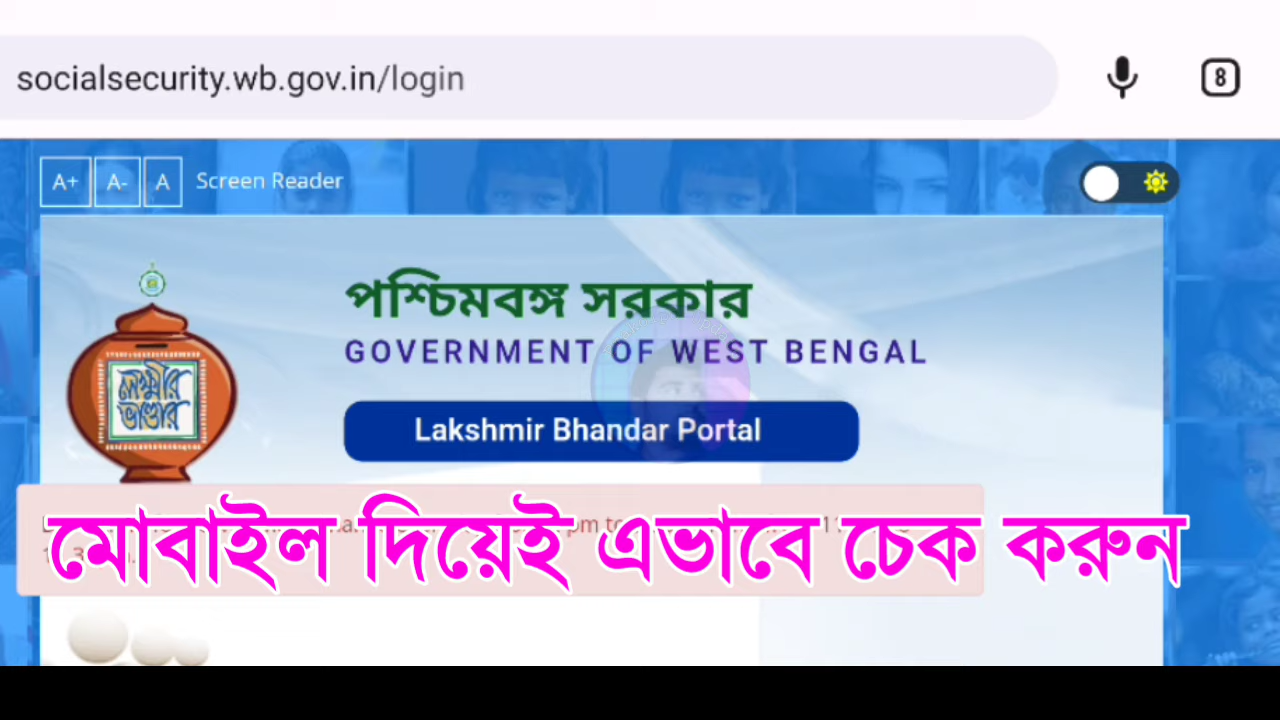 socialsecurity.wb.gov.in/login
8
A+ A- A Screen Reader
পশ্চিমবঙ্গ সরকার
GOVERNMENT OF WEST BENGAL
লক্ষ্মীর
ভাণ্ডার
Lakshmir Bhandar Portal
মোবাইল দিয়েই এভাবে চেক করুন